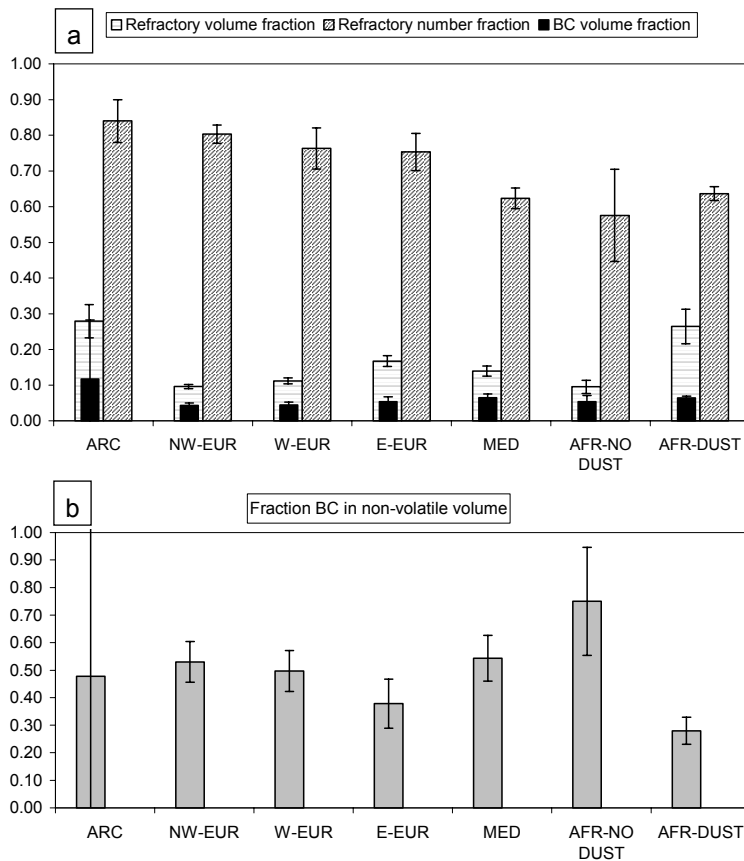 a
Refractory volume fraction Refractory number fraction BC volume fraction
1.00
0.90
0.80
0.70
0.60
0.50
0.40
0.30
0.20
0.10
0.00
ARC NW-EUR W-EUR E-EUR MED AFR-NO AFR-DUST
DUST
b
Fraction BC in non-volatile volume
1.00
0.90
0.80
0.70
0.60
0.50
0.40
0.30
0.20
0.10
0.00
ARC NW-EUR W-EUR E-EUR MED AFR-NO AFR-DUST
DUST